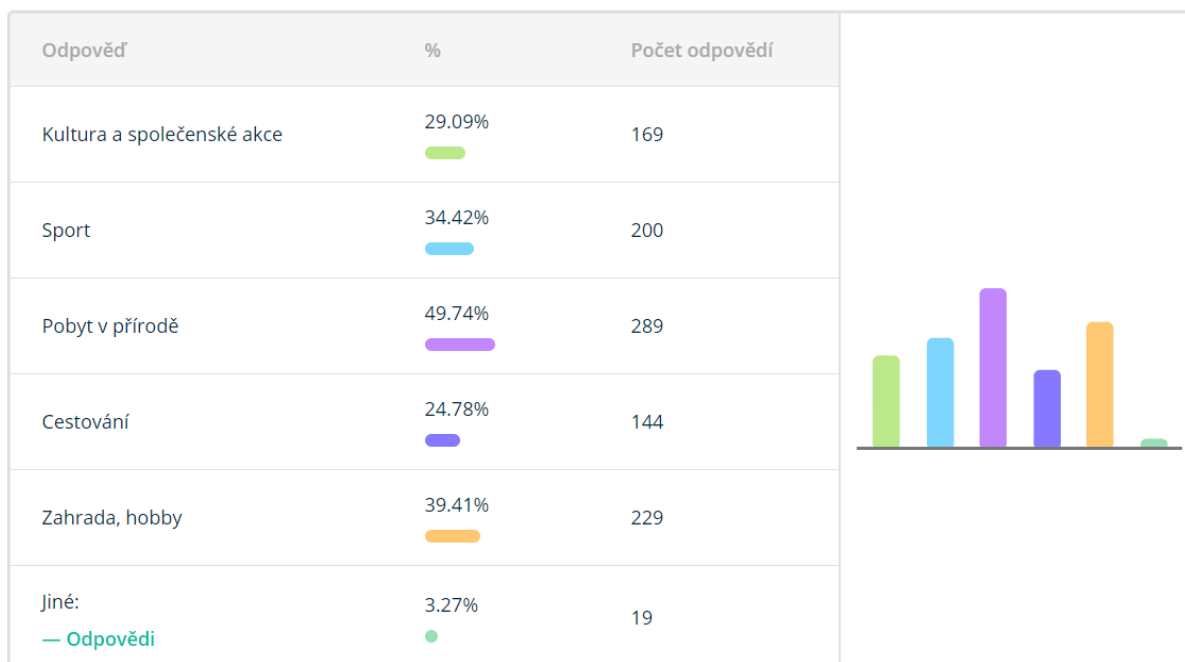 Odpověď % Počet odpovědí
Kultura a společenské akce 29.09% 169
Sport 34.42% 200
Pobyt v přírodě 49.74% 289
Cestování 24.78% 144
Zahrada, hobby 39.41% 229
Jiné: 3.27% 19
— Odpovědi